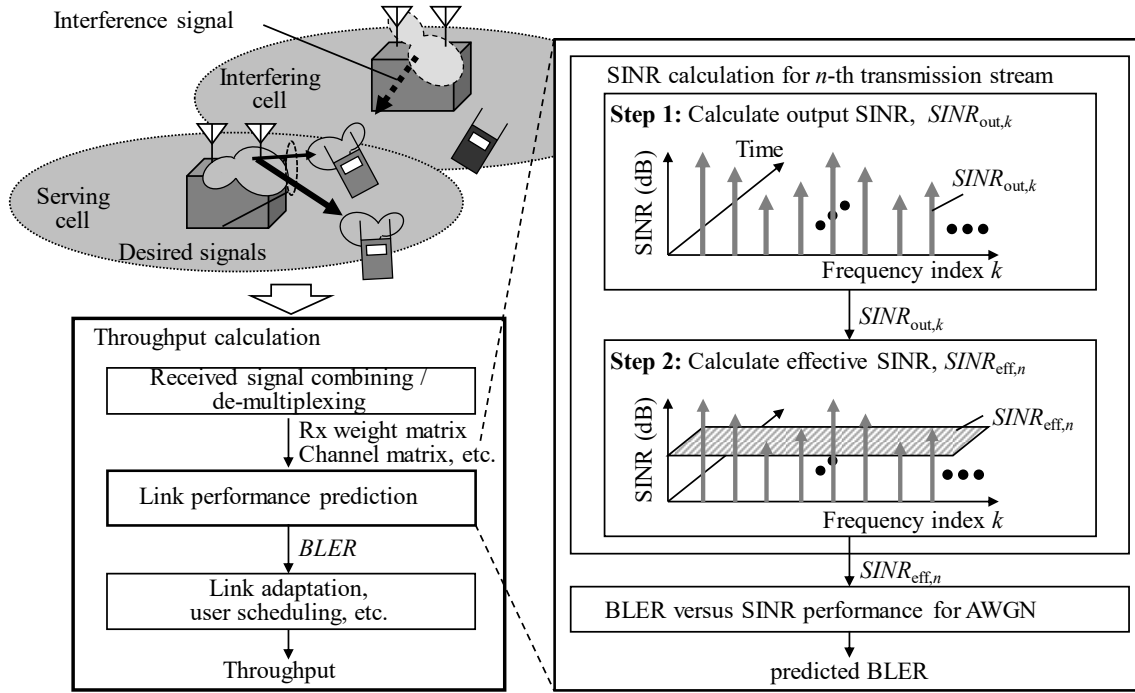 Interference signal
Interfering
cell
Serving
cell
Desired signals
Throughput calculation
Received signal combining /
de-multiplexing
Rx weight matrix
Channel matrix, etc.
Link performance prediction
BLER
Link adaptation,
user scheduling, etc.
Throughput
SINR calculation for n-th transmission stream
Step 1: Calculate output SINR, SINRout,k
Time
SINR (dB)
SINRout,k
Frequency index k
SINRout,k
Step 2: Calculate effective SINR, SINReff,n
SINR (dB)
SINReff,n
Frequency index k
SINReff,n
BLER versus SINR performance for AWGN
predicted BLER